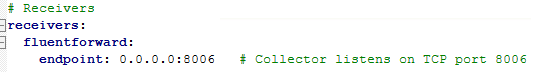 # Receivers
receivers:
  fluentforward:
    endpoint: 0.0.0.0:8006   # Collector listens on TCP port 8006